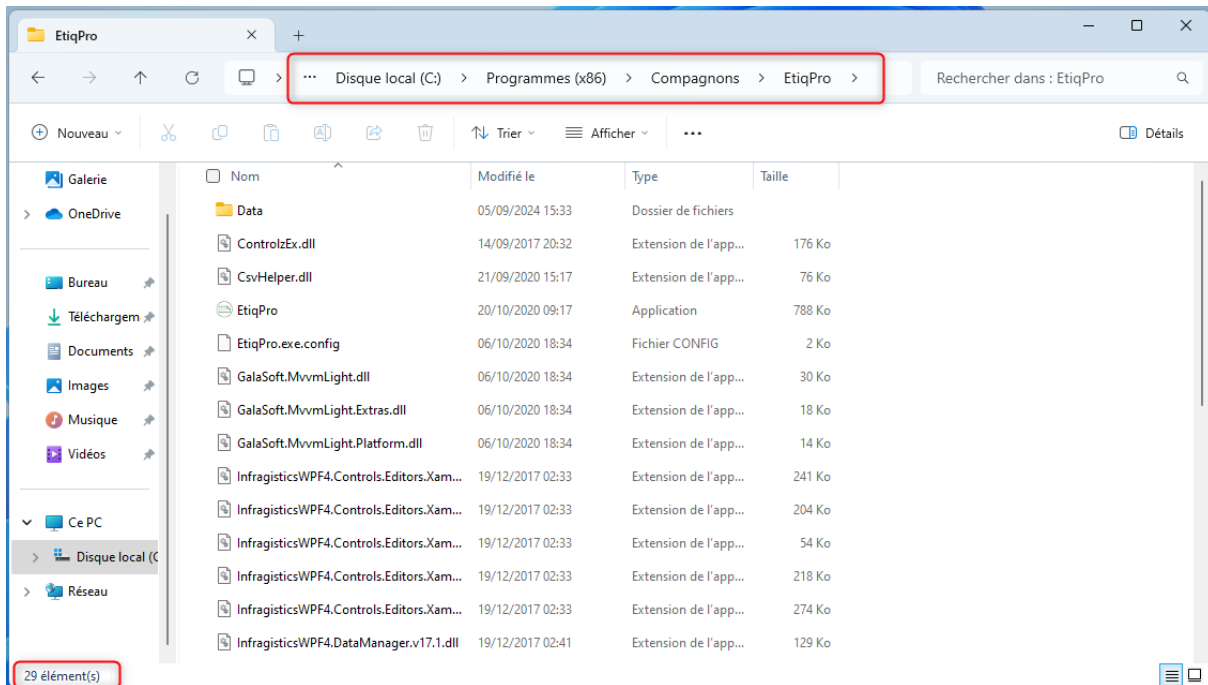 EtiqPro
Disque local (C:) > Programmes (x86) > Compagnons > EtiqPro >
Rechercher dans : EtiqPro
Nouveau
Trier
Afficher
Détails
Galerie
OneDrive
Bureau
Téléchargem
Documents
Images
Musique
Vidéos
Ce PC
Disque local (C
Réseau
Nom Modifié le Type Taille
Data 05/09/2024 15:33 Dossier de fichiers
ControlzEx.dll 14/09/2017 20:32 Extension de l'app... 176 Ko
CsvHelper.dll 21/09/2020 15:17 Extension de l'app... 76 Ko
EtiqPro 20/10/2020 09:17 Application 788 Ko
EtiqPro.exe.config 06/10/2020 18:34 Fichier CONFIG 2 Ko
GalaSoft.MvvmLight.dll 06/10/2020 18:34 Extension de l'app... 30 Ko
GalaSoft.MvvmLight.Extras.dll 06/10/2020 18:34 Extension de l'app... 18 Ko
GalaSoft.MvvmLight.Platform.dll 06/10/2020 18:34 Extension de l'app... 14 Ko
InfragisticsWPF4.Controls.Editors.Xam... 19/12/2017 02:33 Extension de l'app... 241 Ko
InfragisticsWPF4.Controls.Editors.Xam... 19/12/2017 02:33 Extension de l'app... 204 Ko
InfragisticsWPF4.Controls.Editors.Xam... 19/12/2017 02:33 Extension de l'app... 54 Ko
InfragisticsWPF4.Controls.Editors.Xam... 19/12/2017 02:33 Extension de l'app... 218 Ko
InfragisticsWPF4.Controls.Editors.Xam... 19/12/2017 02:33 Extension de l'app... 274 Ko
InfragisticsWPF4.DataManager.v17.1.dll 19/12/2017 02:41 Extension de l'app... 129 Ko
29 élément(s)